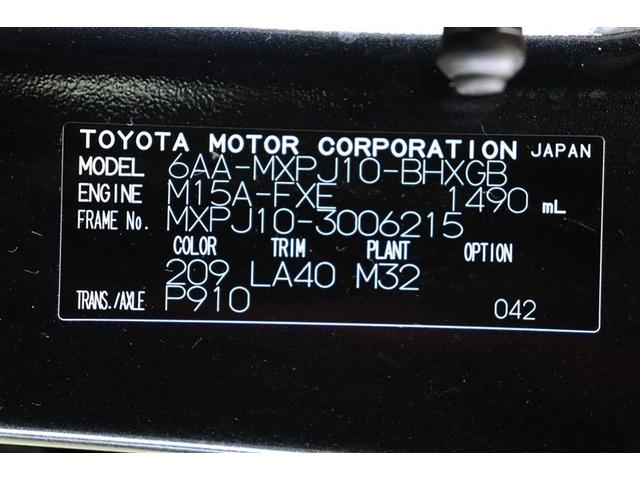 TOYOTA MOTOR CORPORATION JAPAN
MODEL 6AA-MXPJ10-BHXGB
ENGINE M15A-FXE 1490 mL
FRAME No. MXPJ10-3006215
COLOR TRIM PLANT OPTION
209 LA40 M32
TRANS./AXLE P910 042